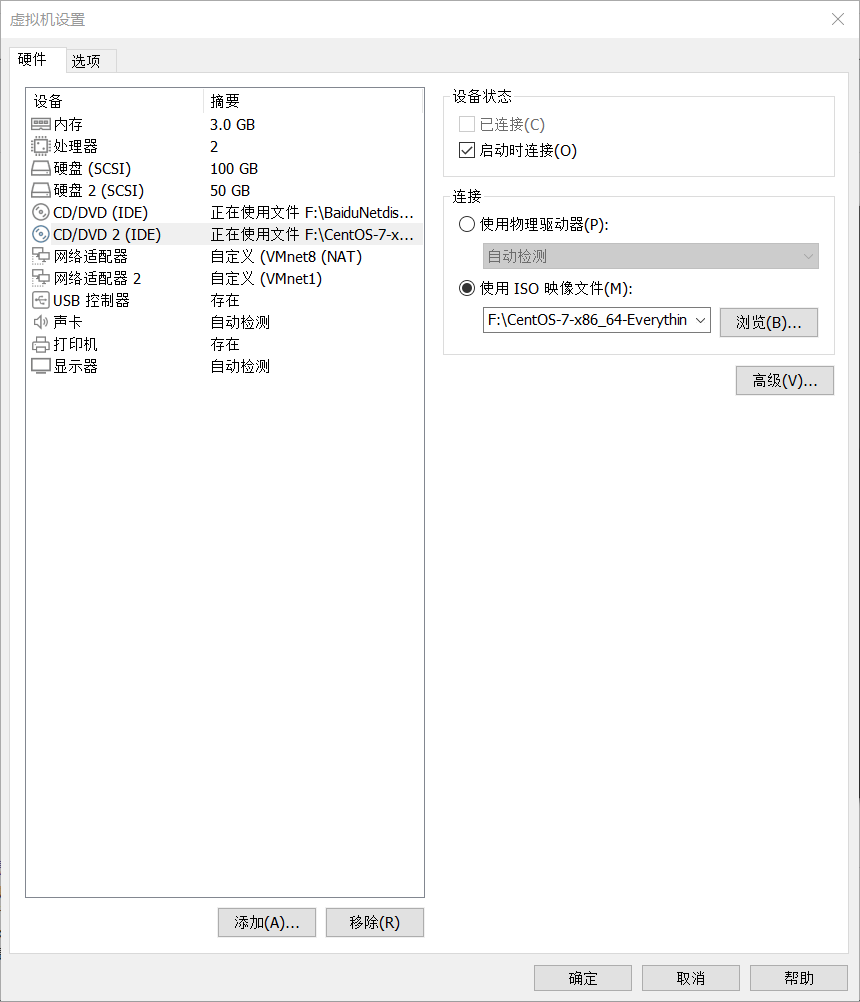 虚拟机设置
硬件 选项
设备 摘要
内存 3.0 GB
处理器 2
硬盘 (SCSI) 100 GB
硬盘 2 (SCSI) 50 GB
CD/DVD (IDE) 正在使用文件 F:\BaiduNetdis...
CD/DVD 2 (IDE) 正在使用文件 F:\CentOS-7-x...
网络适配器 自定义 (VMnet8 (NAT)
网络适配器 2 自定义 (VMnet1)
USB 控制器 存在
声卡 自动检测
打印机 存在
显示器 自动检测
添加(A)... 移除(R)
设备状态
已连接(C)
启动时连接(O)
连接
使用物理驱动器(P):
自动检测
使用 ISO 映像文件(M):
F:\CentOS-7-x86_64-Everythin 浏览(B)...
高级(V)...
确定 取消 帮助